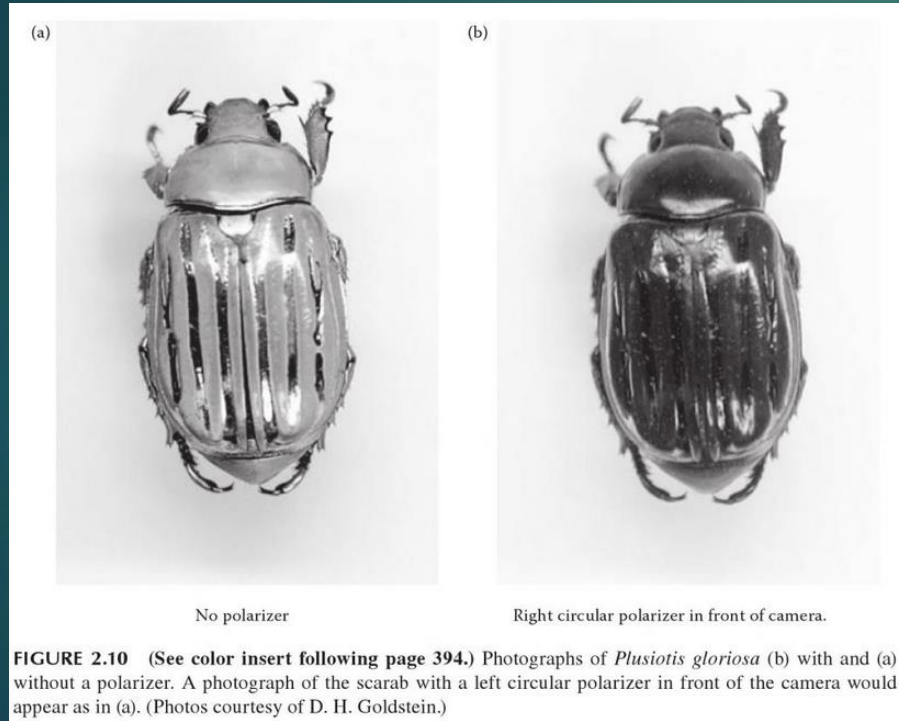 (a)
(b)
No polarizer
Right circular polarizer in front of camera.
FIGURE 2.10 (See color insert following page 394.) Photographs of Plusiotis gloriosa (b) with and (a)
without a polarizer. A photograph of the scarab with a left circular polarizer in front of the camera would
appear as in (a). (Photos courtesy of D. H. Goldstein.)